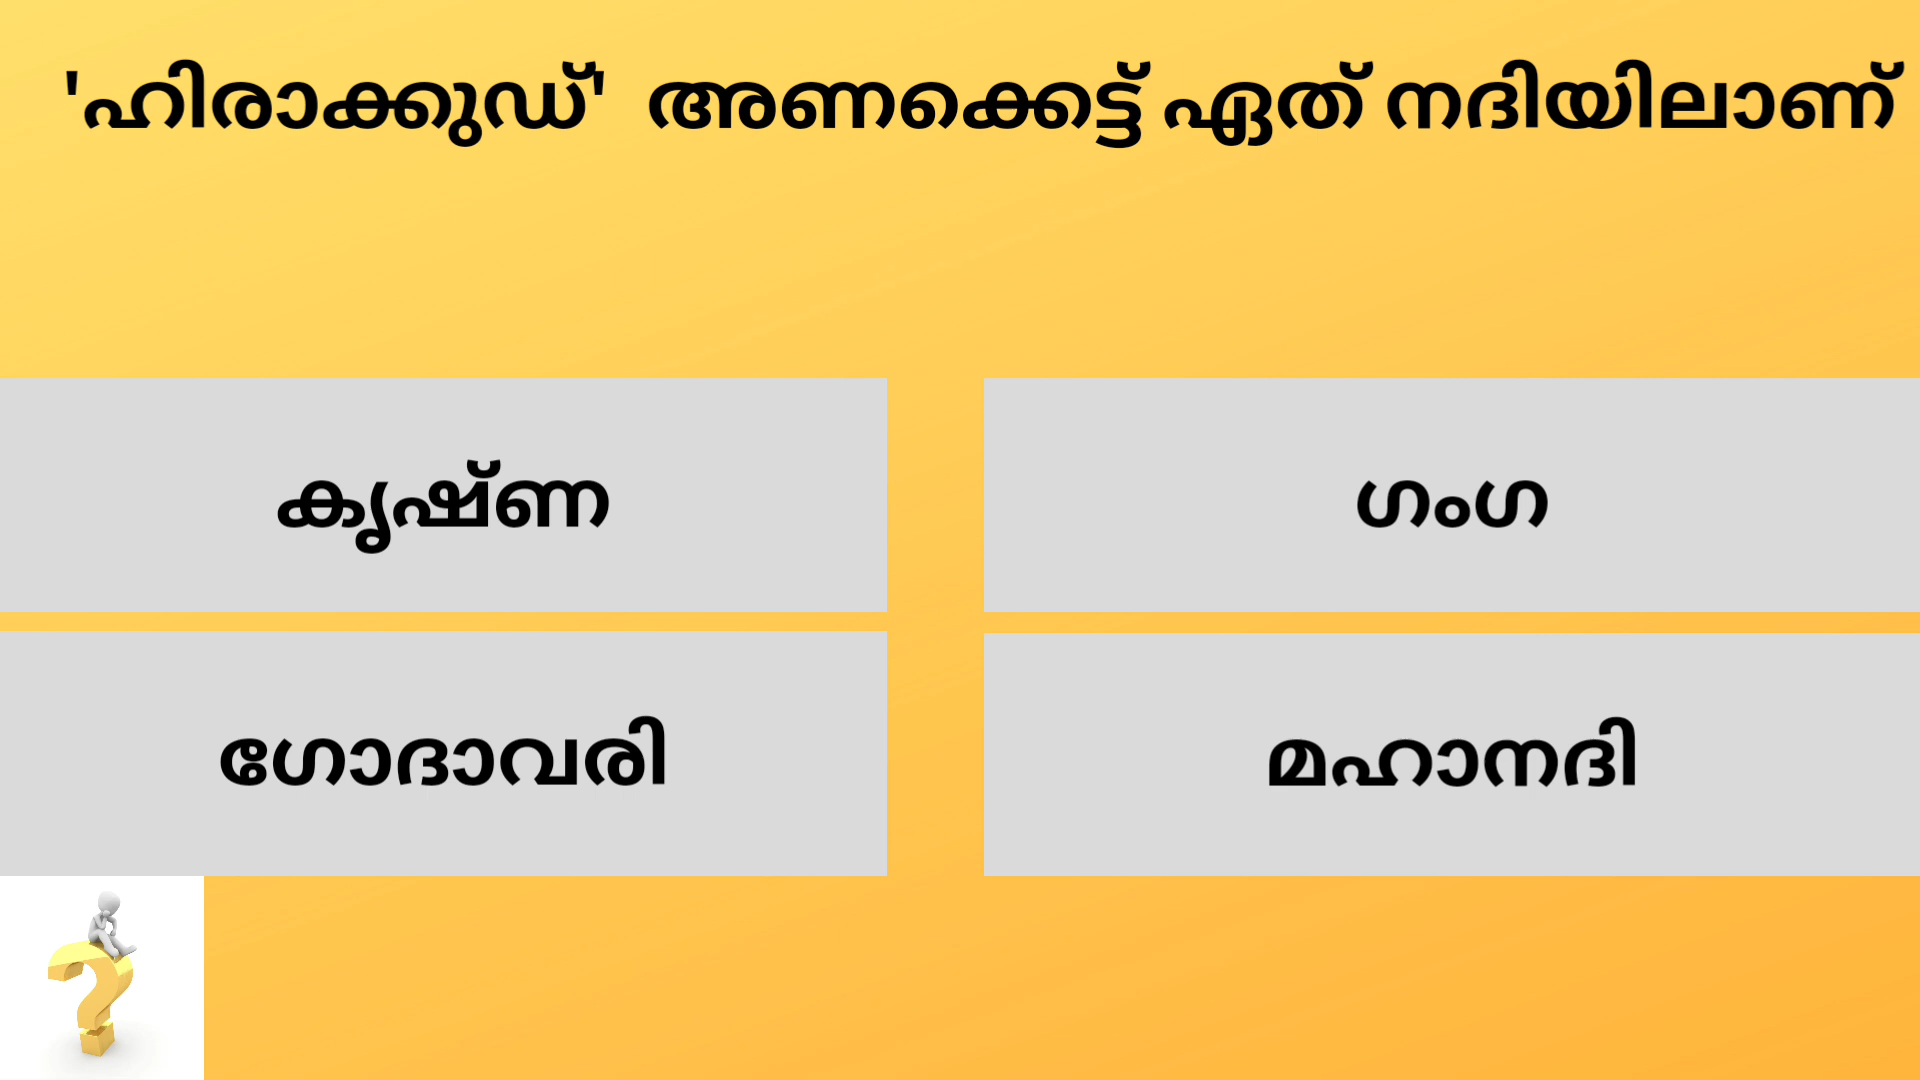 'ഹിരാക്കുഡ്'  അണക്കെട്ട് ഏത് നദിയിലാണ്
കൃഷ്ണ
ഗംഗ
ഗോദാവരി
മഹാനദി